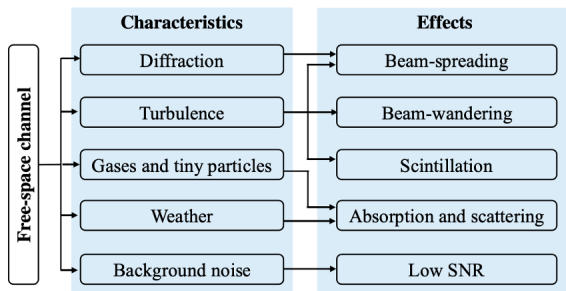 Characteristics
Effects
Free-space channel
Diffraction
Beam-spreading
Turbulence
Beam-wandering
Gases and tiny particles
Scintillation
Weather
Absorption and scattering
Background noise
Low SNR